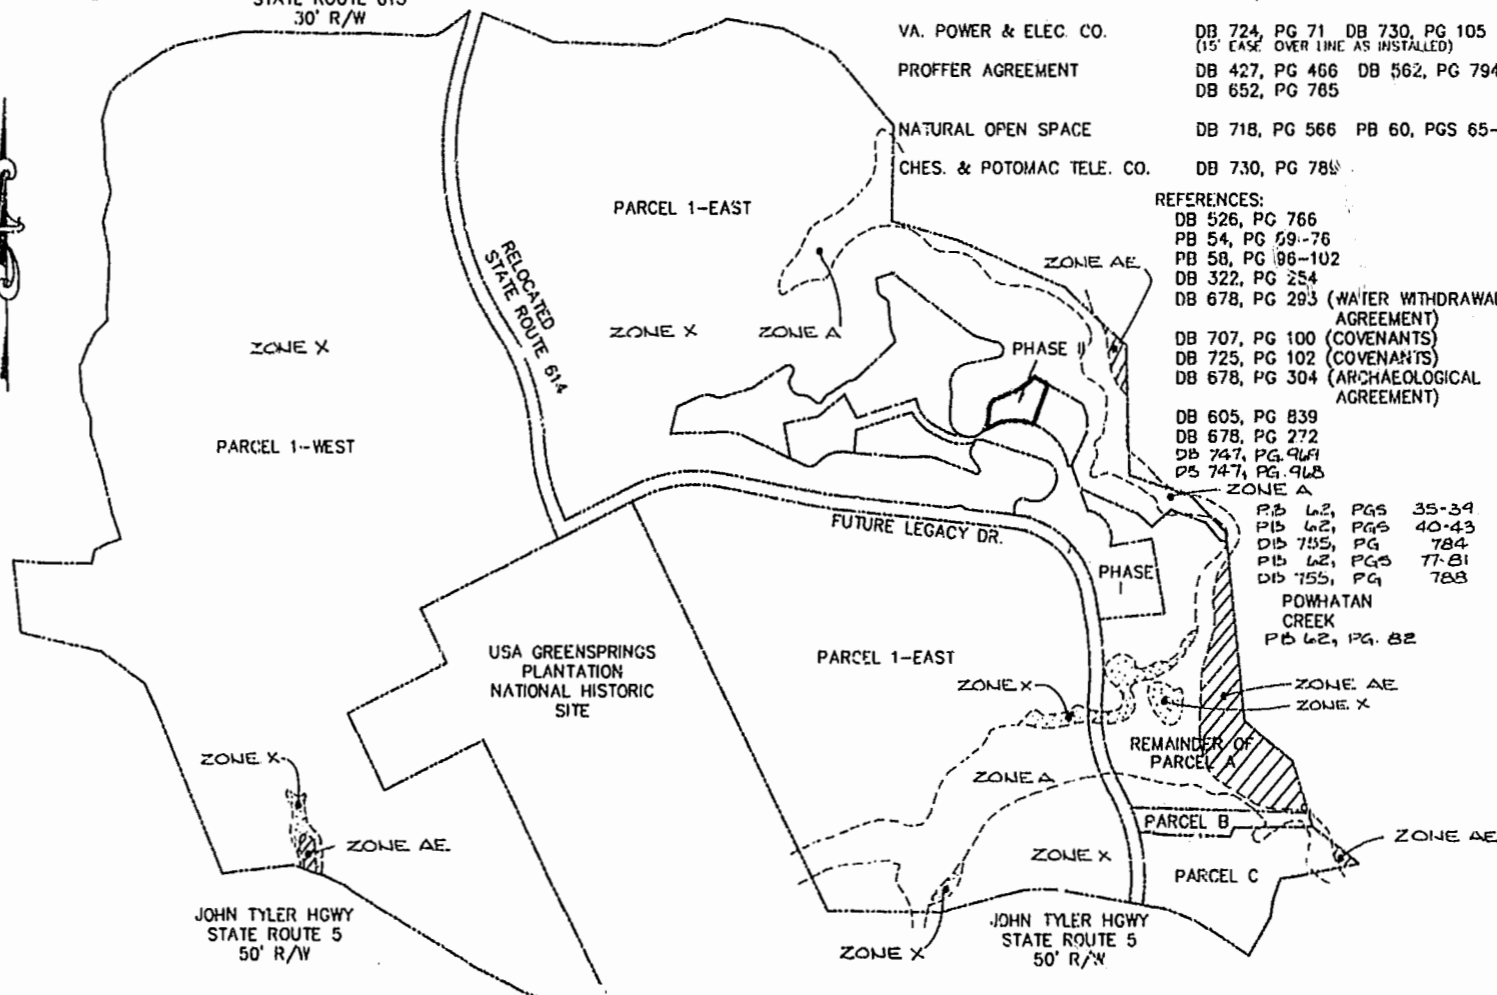 STATE ROUTE 615
30' R/W
VA. POWER & ELEC. CO. DB 724, PG 71 DB 730, PG 105
(15' EASE OVER LINE AS INSTALLED)
PROFFER AGREEMENT DB 427, PG 466 DB 562, PG 794
DB 652, PG 765
NATURAL OPEN SPACE DB 718, PG 566 PB 60, PGS 65-
CHES. & POTOMAC TELE. CO. DB 730, PG
REFERENCES:
DB 526, PG 766
PB 54, PG 69-76
PB 58, PG 96-102
DB 322, PG 254
DB 678, PG 293 (WATER WITHDRAWAL
AGREEMENT)
DB 707, PG 100 (COVENANTS)
DB 725, PG 102 (COVENANTS)
DB 678, PG 304 (ARCHAEOLOGICAL
AGREEMENT)
DB 605, PG 839
DB 678, PG 272
DB 747, PG. 969
DB 747, PG. 968
PB 62, PGS 35-39
PB 62, PGS 40-43
DB 755, PG 784
PB 62, PGS 77-81
DB 755, PG 788
POWHATAN
CREEK
PB 62, PG. 82
PARCEL 1-EAST
RELOCATED
STATE ROUTE 614
ZONE AE
ZONE X
ZONE X
ZONE A
PHASE II
PARCEL 1-WEST
ZONE A
FUTURE LEGACY DR.
PHASE
I
USA GREENSPRINGS
PLANTATION
NATIONAL HISTORIC
SITE
PARCEL 1-EAST
ZONE X
ZONE AE
ZONE X
REMAINDER OF
PARCEL A
ZONE X
ZONE A
PARCEL B
ZONE AE
ZONE AE
ZONE X
PARCEL C
JOHN TYLER HGWY
STATE ROUTE 5
50' R/W
JOHN TYLER HGWY
STATE ROUTE 5
50' R/W
ZONE X